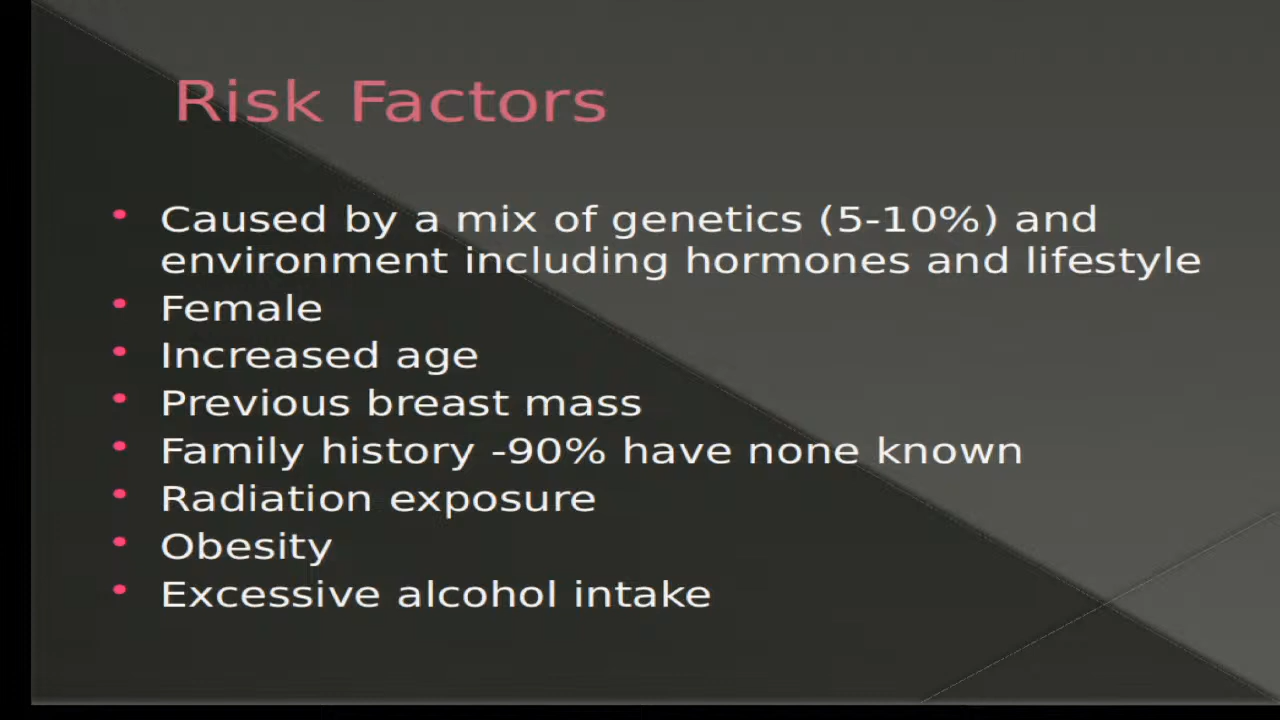 Risk Factors
• Caused by a mix of genetics (5-10%) and
environment including hormones and lifestyle
• Female
• Increased age
• Previous breast mass
• Family history -90% have none known
• Radiation exposure
• Obesity
• Excessive alcohol intake